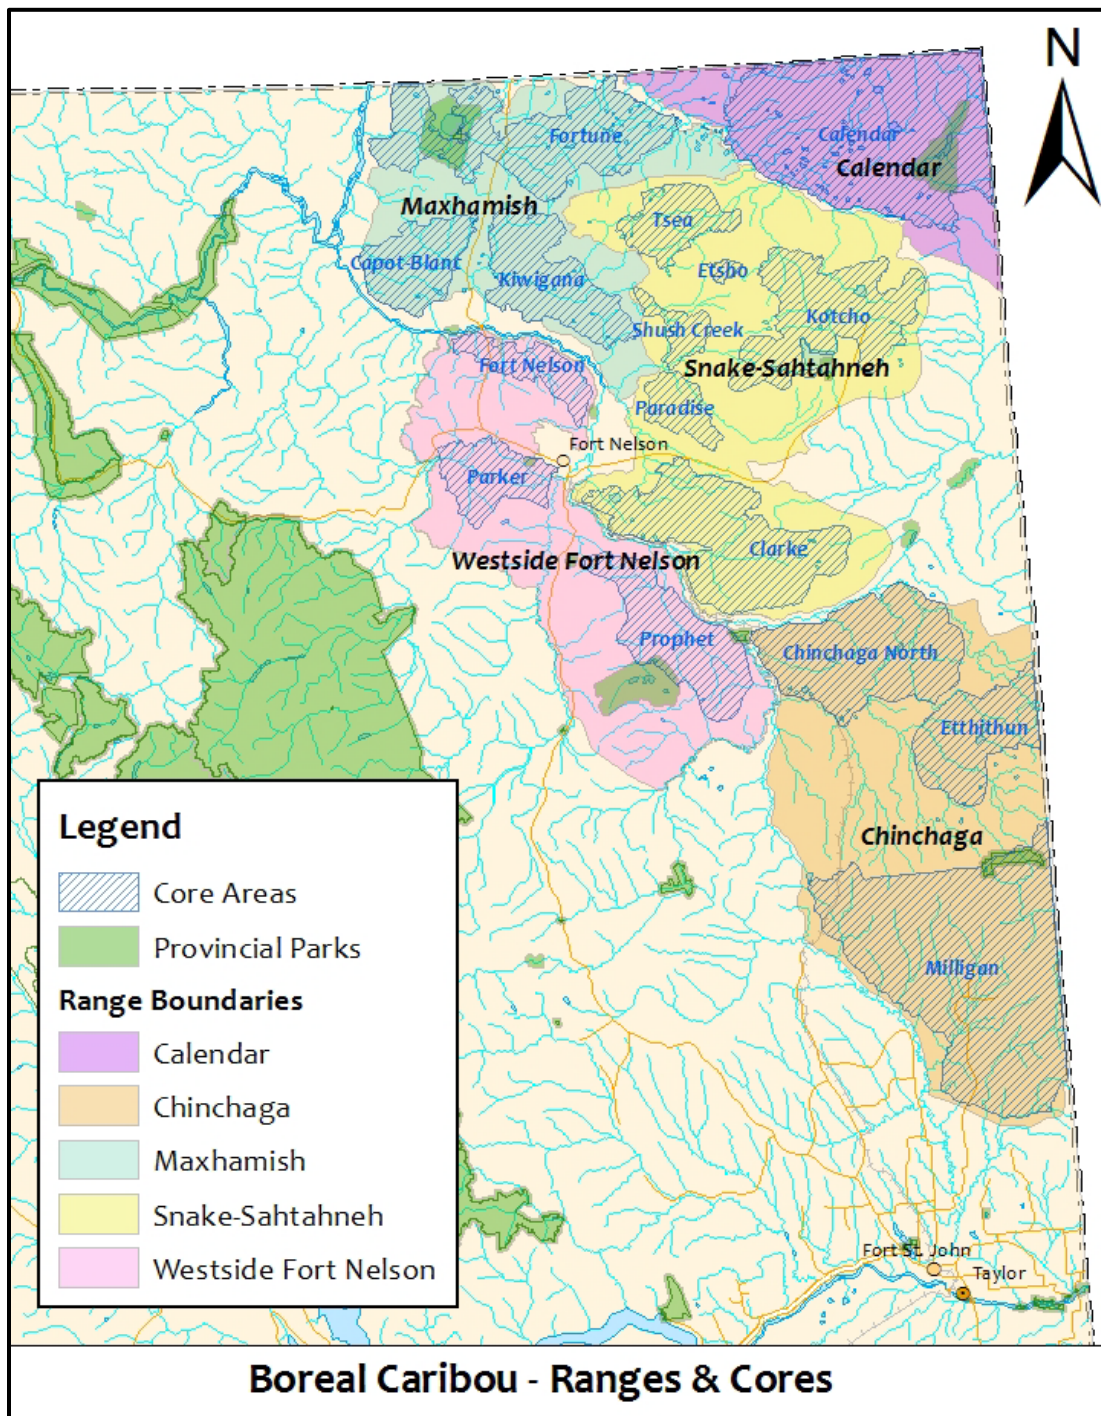 N
Fortune
Calendar
Calendar
Maxhamish
Tsea
Capot-Blant
Kiwigana
Etsho
Kotcho
Shush Creek
Snake-Sahtahneh
Fort Nelson
Paradise
Fort Nelson
Parker
Clarke
Westside Fort Nelson
Prophet
Chinchaga North
Etthithun
Chinchaga
Milligan
Legend
Core Areas
Provincial Parks
Range Boundaries
Calendar
Chinchaga
Maxhamish
Snake-Sahtahneh
Westside Fort Nelson
Fort St. John
Taylor
Boreal Caribou - Ranges & Cores